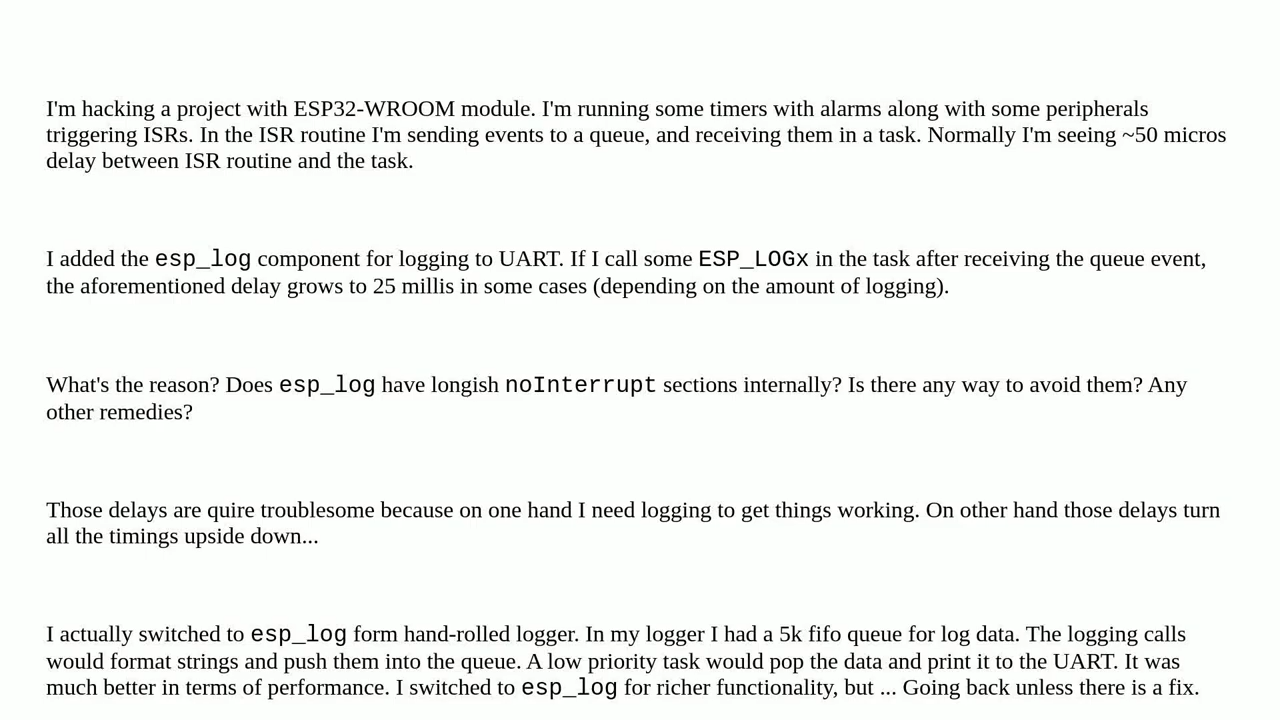 I'm hacking a project with ESP32-WROOM module. I'm running some timers with alarms along with some peripherals
triggering ISRs. In the ISR routine I'm sending events to a queue, and receiving them in a task. Normally I'm seeing ~50 micros
delay between ISR routine and the task.
I added the esp_log component for logging to UART. If I call some ESP_LOGx in the task after receiving the queue event,
the aforementioned delay grows to 25 millis in some cases (depending on the amount of logging).
What's the reason? Does esp_log have longish noInterrupt sections internally? Is there any way to avoid them? Any
other remedies?
Those delays are quire troublesome because on one hand I need logging to get things working. On other hand those delays turn
all the timings upside down...
I actually switched to esp_log form hand-rolled logger. In my logger I had a 5k fifo queue for log data. The logging calls
would format strings and push them into the queue. A low priority task would pop the data and print it to the UART. It was
much better in terms of performance. I switched to esp_log for richer functionality, but ... Going back unless there is a fix.